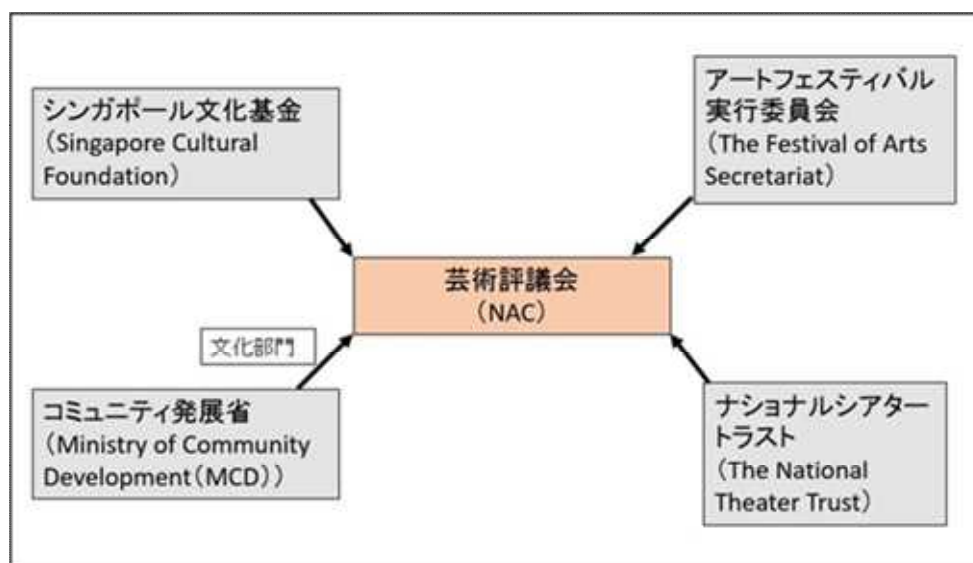 シンガポール文化基金
（Singapore Cultural
Foundation）
アートフェスティバル
実行委員会
（The Festival of Arts
Secretariat）
芸術評議会
（NAC）
文化部門
コミュニティ発展省
（Ministry of Community
Development（MCD））
ナショナルシアター
トラスト
（The National
Theater Trust）